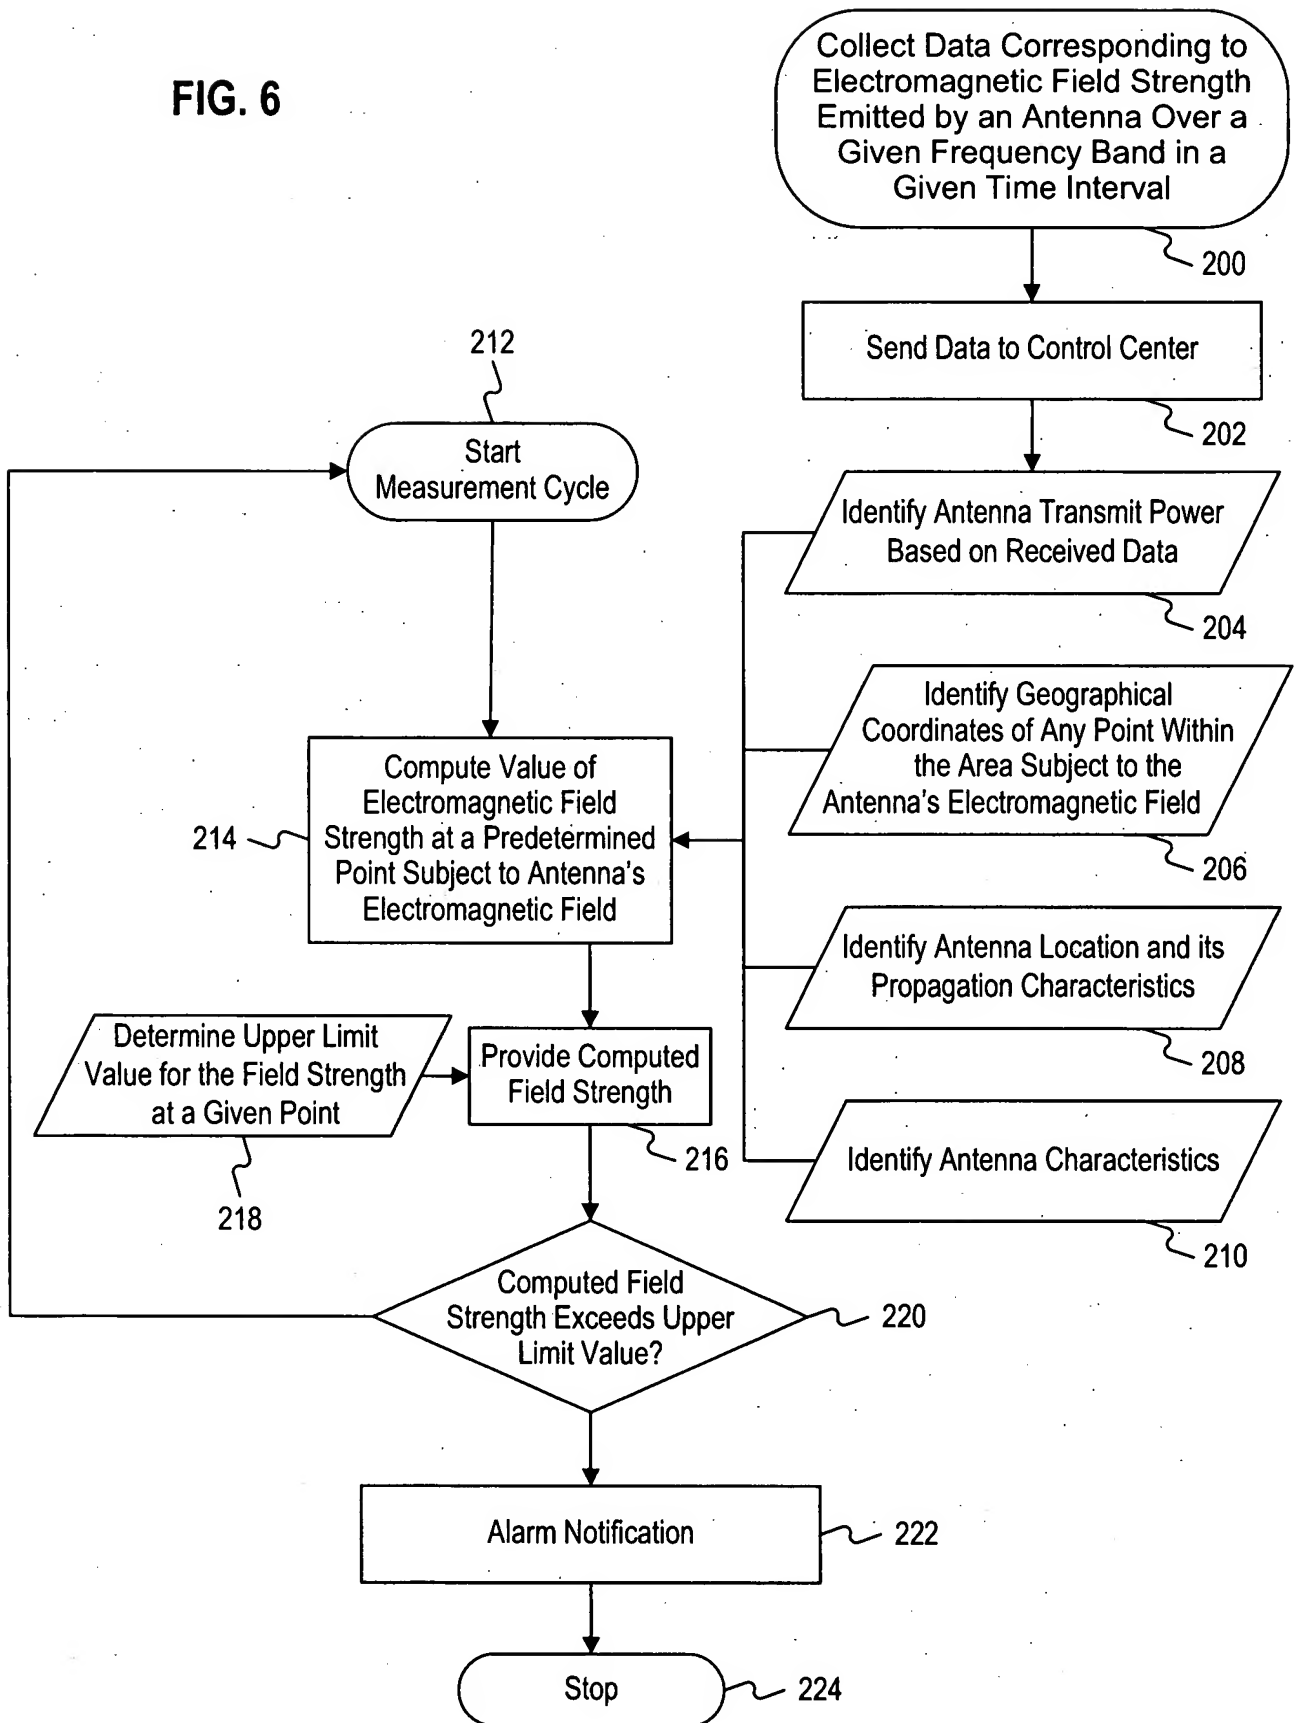 FIG. 6
Collect Data Corresponding to
Electromagnetic Field Strength
Emitted by an Antenna Over a
Given Frequency Band in a
Given Time Interval
200
Send Data to Control Center
202
Identify Antenna Transmit Power
Based on Received Data
204
Identify Geographical
Coordinates of Any Point Within
the Area Subject to the
Antenna's Electromagnetic Field
206
Identify Antenna Location and its
Propagation Characteristics
208
Identify Antenna Characteristics
210
212
Start
Measurement Cycle
Compute Value of
Electromagnetic Field
Strength at a Predetermined
Point Subject to Antenna's
Electromagnetic Field
214
Provide Computed
Field Strength
216
Determine Upper Limit
Value for the Field Strength
at a Given Point
218
Computed Field
Strength Exceeds Upper
Limit Value?
220
Alarm Notification
222
Stop
224